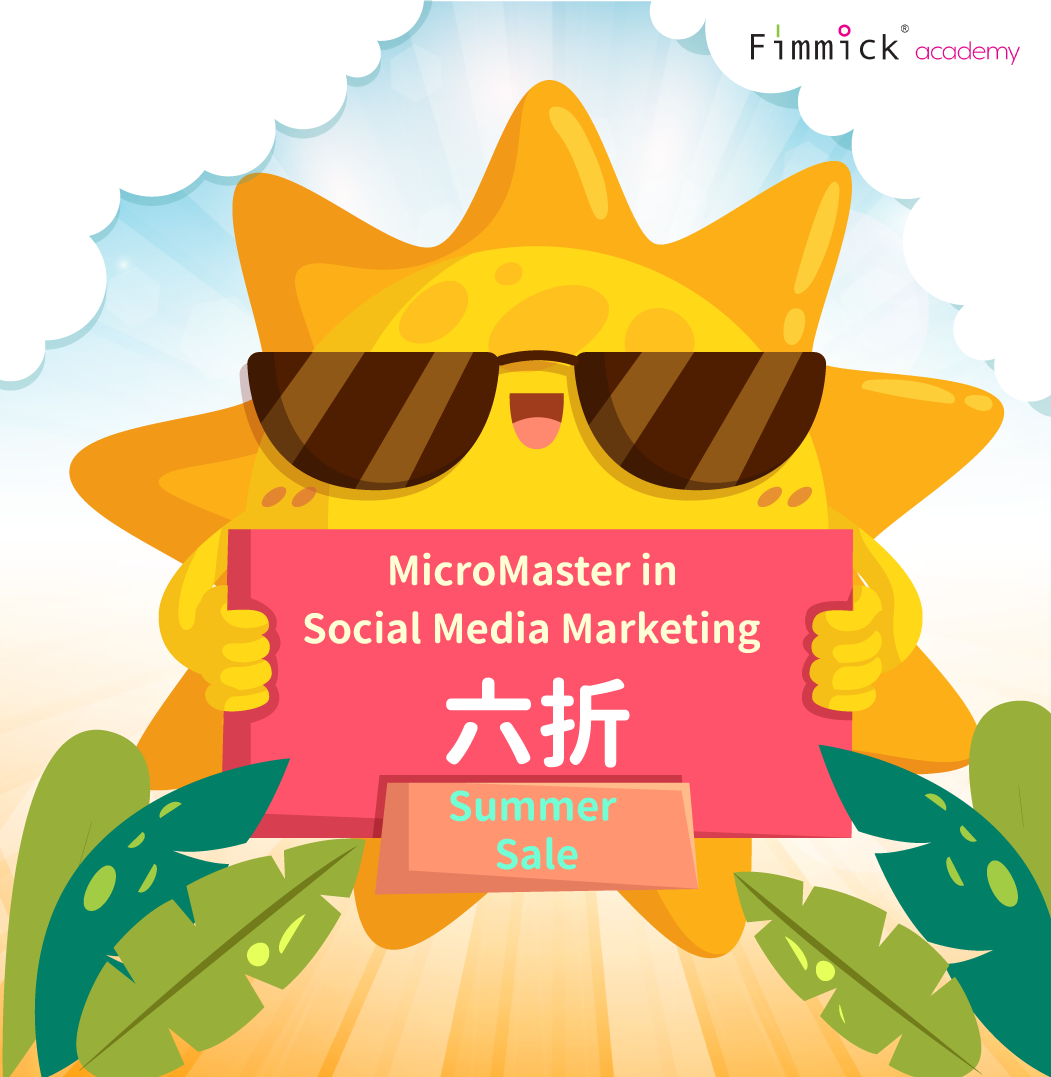 Fimmick® academy
MicroMaster in
Social Media Marketing
六折
Summer
Sale